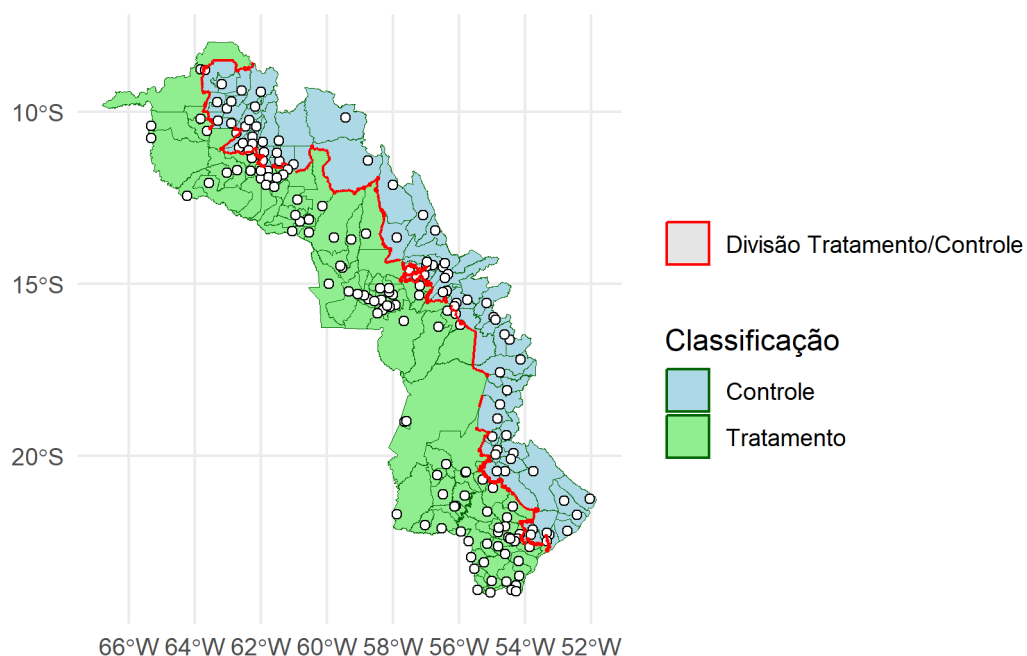 10°S
15°S
20°S
66°W 64°W 62°W 60°W 58°W 56°W 54°W 52°W
Divisão Tratamento/Controle
Classificação
Controle
Tratamento